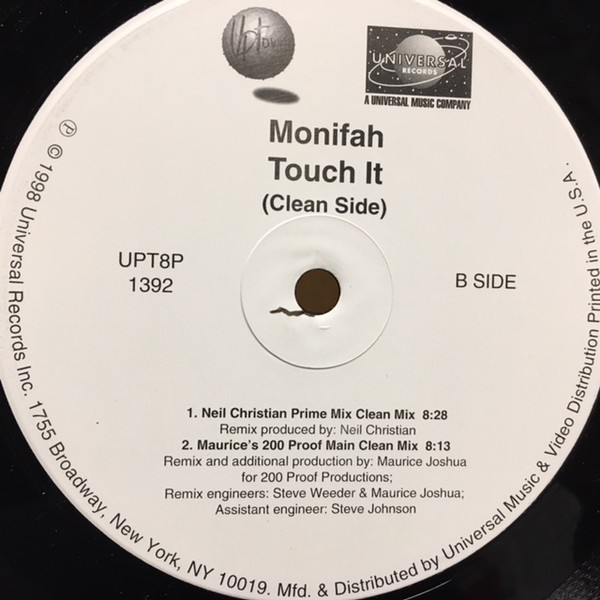 Uptown
UNIVERSAL
RECORDS
A UNIVERSAL MUSIC COMPANY
Monifah
Touch It
(Clean Side)
UPT8P
1392
B SIDE
1. Neil Christian Prime Mix Clean Mix 8:28
Remix produced by: Neil Christian
2. Maurice's 200 Proof Main Clean Mix 8:13
Remix and additional production by: Maurice Joshua
for 200 Proof Productions;
Remix engineers: Steve Weeder & Maurice Joshua;
Assistant engineer: Steve Johnson
℗ © 1998 Universal Records Inc. 1755 Broadway, New York, NY 10019. Mfd. & Distributed by Universal Music & Video Distribution Printed in the U.S.A.